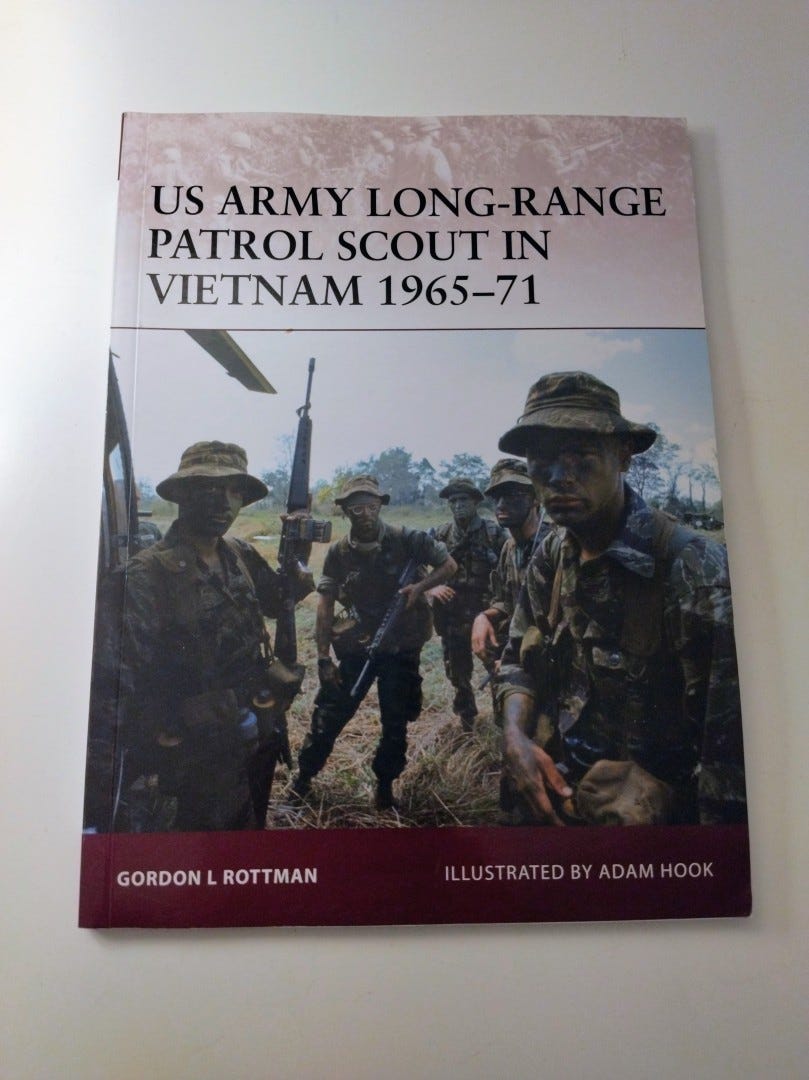 US ARMY LONG-RANGE
PATROL SCOUT IN
VIETNAM 1965–71
GORDON L ROTTMAN
ILLUSTRATED BY ADAM HOOK